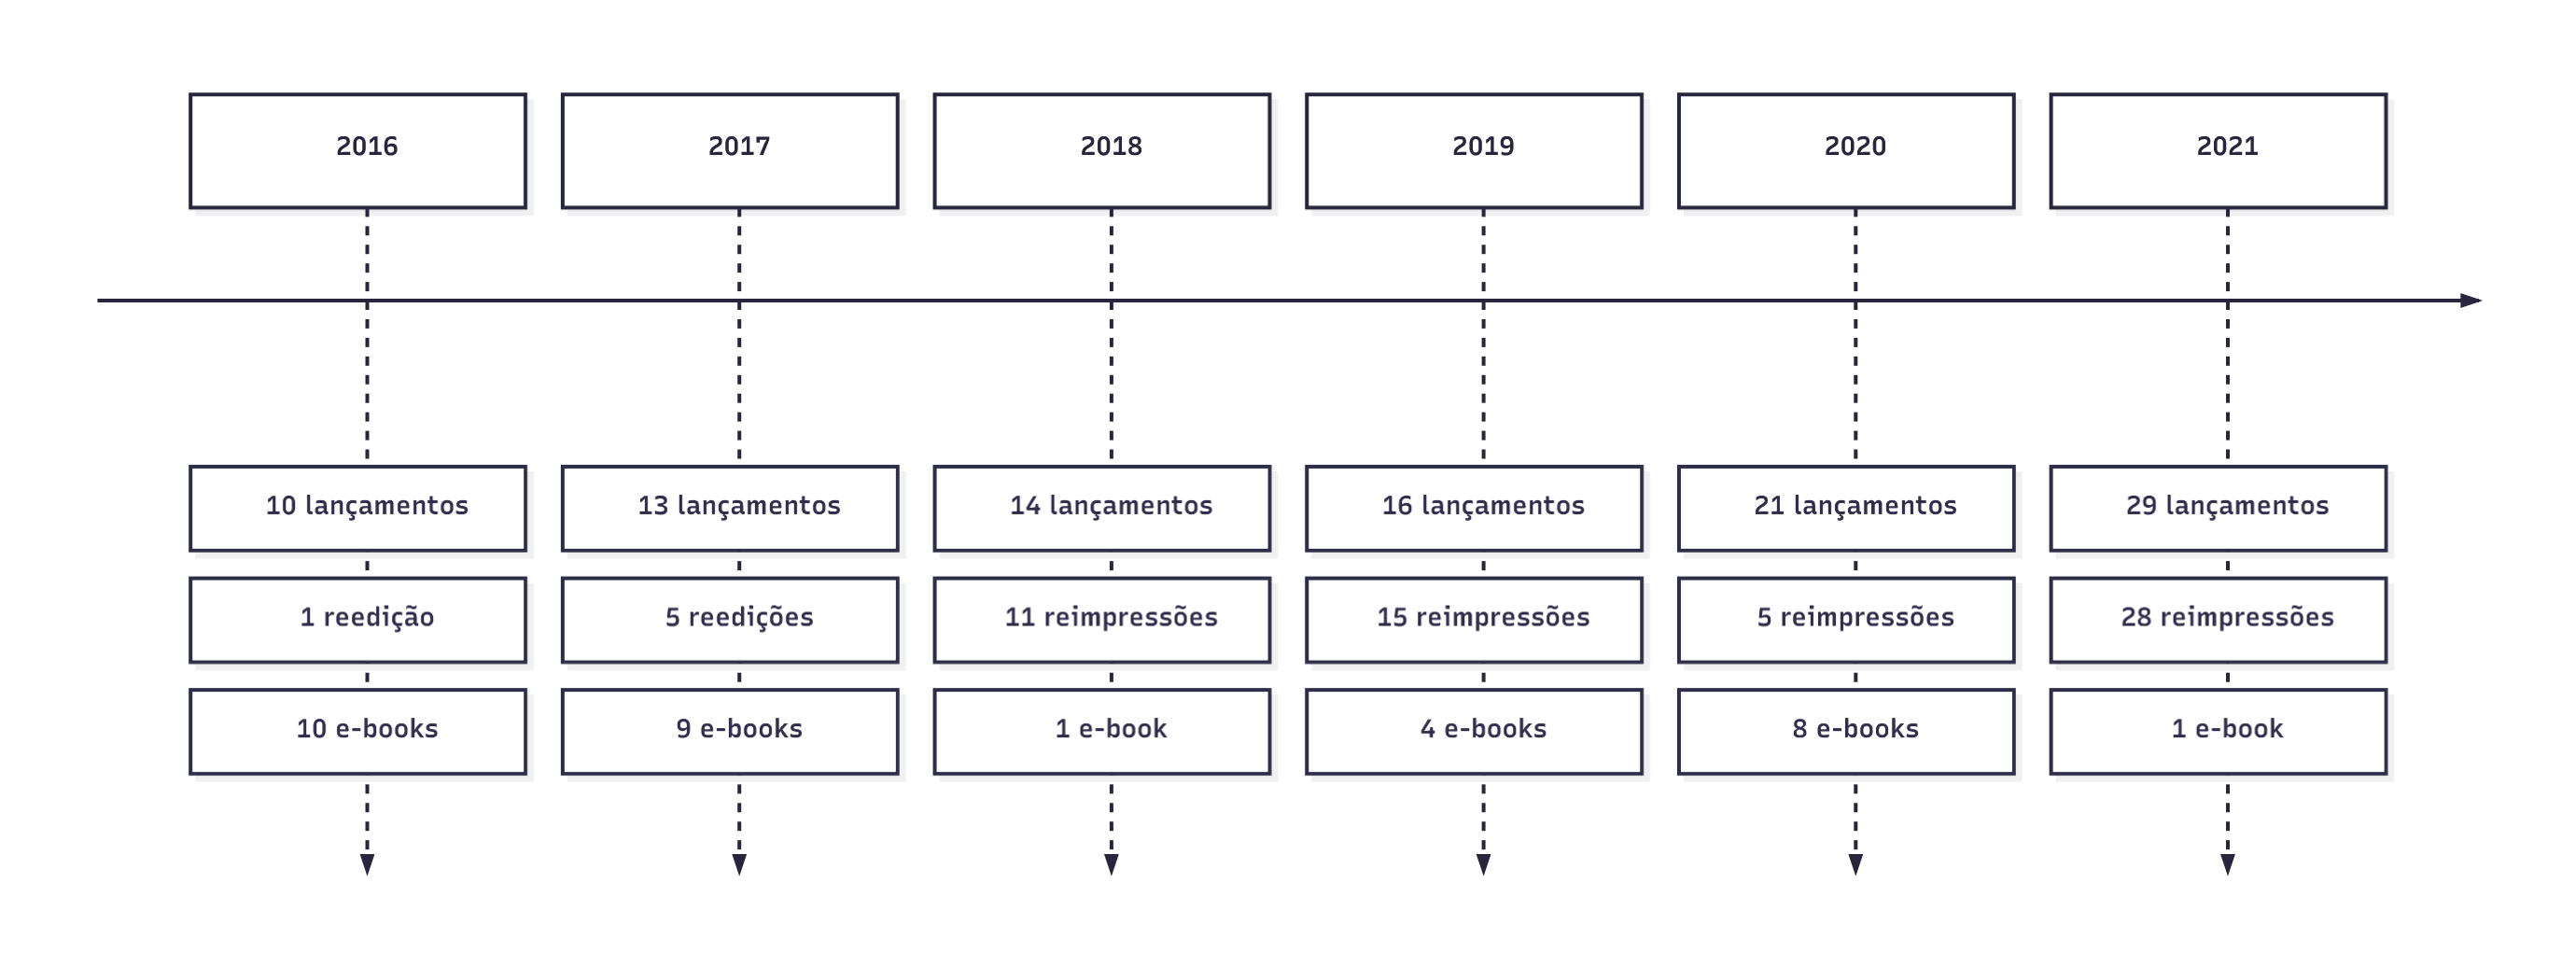 2016
2017
2018
2019
2020
2021
10 lançamentos
13 lançamentos
14 lançamentos
16 lançamentos
21 lançamentos
29 lançamentos
1 reedição
5 reedições
11 reimpressões
15 reimpressões
5 reimpressões
28 reimpressões
10 e-books
9 e-books
1 e-book
4 e-books
8 e-books
1 e-book